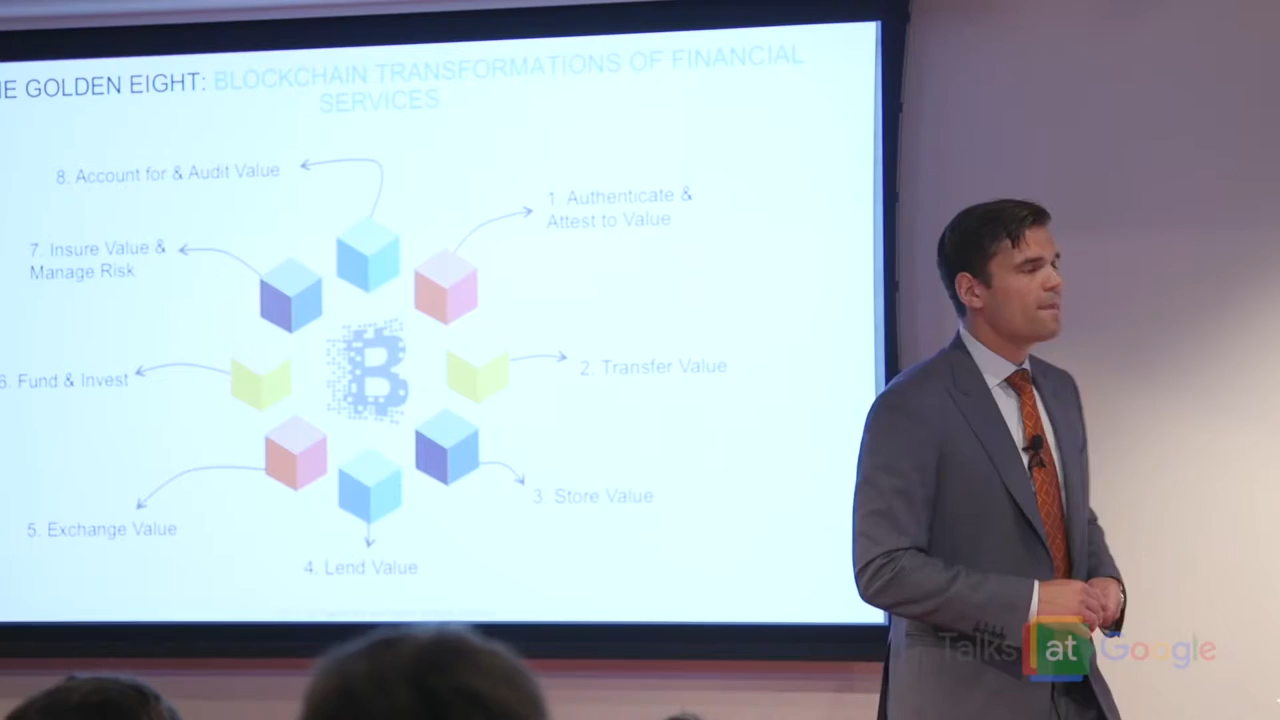 HE GOLDEN EIGHT: BLOCKCHAIN TRANSFORMATIONS OF FINANCIAL
SERVICES
8. Account for & Audit Value
1. Authenticate &
Attest to Value
7. Insure Value &
Manage Risk
6. Fund & Invest
2. Transfer Value
3. Store Value
5. Exchange Value
4. Lend Value
Talks at Google